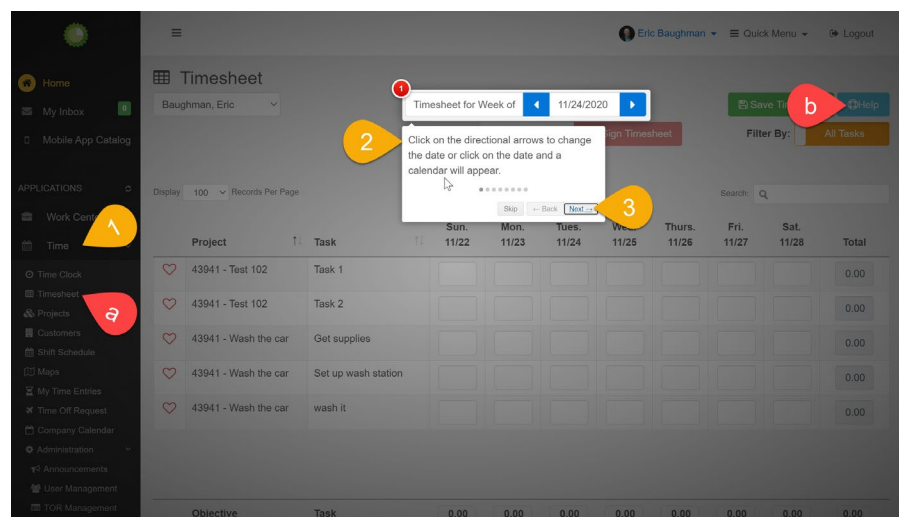 Eric Baughman
Quick Menu
Logout
Home
My Inbox
0
Mobile App Catalog
APPLICATIONS
Work Cent
Time
Time Clock
Timesheet
Projects
Customers
Shift Schedule
Maps
My Time Entries
Time Off Request
Company Calendar
Administration
Announcements
User Management
TOR Management
Timesheet
Baughman, Eric
1
Timesheet for Week of
11/24/2020
Save Ti
Help
b
2
Click on the directional arrows to change
the date or click on the date and a
calendar will appear.
Skip ← Back Next →
3
ign Timesheet
Filter By: All Tasks
1
a
Display 100 Records Per Page
Search:
Sun. Mon. Tues. Thurs. Fri. Sat.
Project Task 11/22 11/23 11/24 11/25 11/26 11/27 11/28 Total
43941 - Test 102 Task 1 0.00
43941 - Test 102 Task 2 0.00
43941 - Wash the car Get supplies 0.00
43941 - Wash the car Set up wash station 0.00
43941 - Wash the car wash it 0.00
Objective Task 0.00 0.00 0.00 0.00 0.00 0.00 0.00 0.00